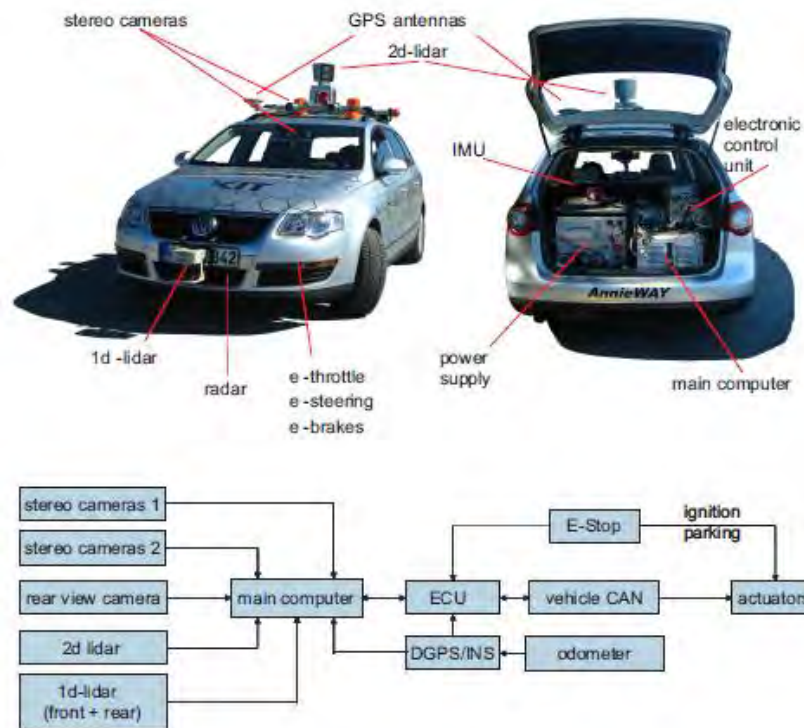 stereo cameras
GPS antennas
2d-lidar
electronic
control
unit
IMU
KIT
AnnieWAY
1d -lidar
radar
e -throttle
e -steering
e -brakes
power
supply
main computer
stereo cameras 1
stereo cameras 2
rear view camera
2d lidar
1d-lidar
(front + rear)
main computer
E-Stop
ignition
parking
ECU
vehicle CAN
actuators
DGPS/INS
odometer